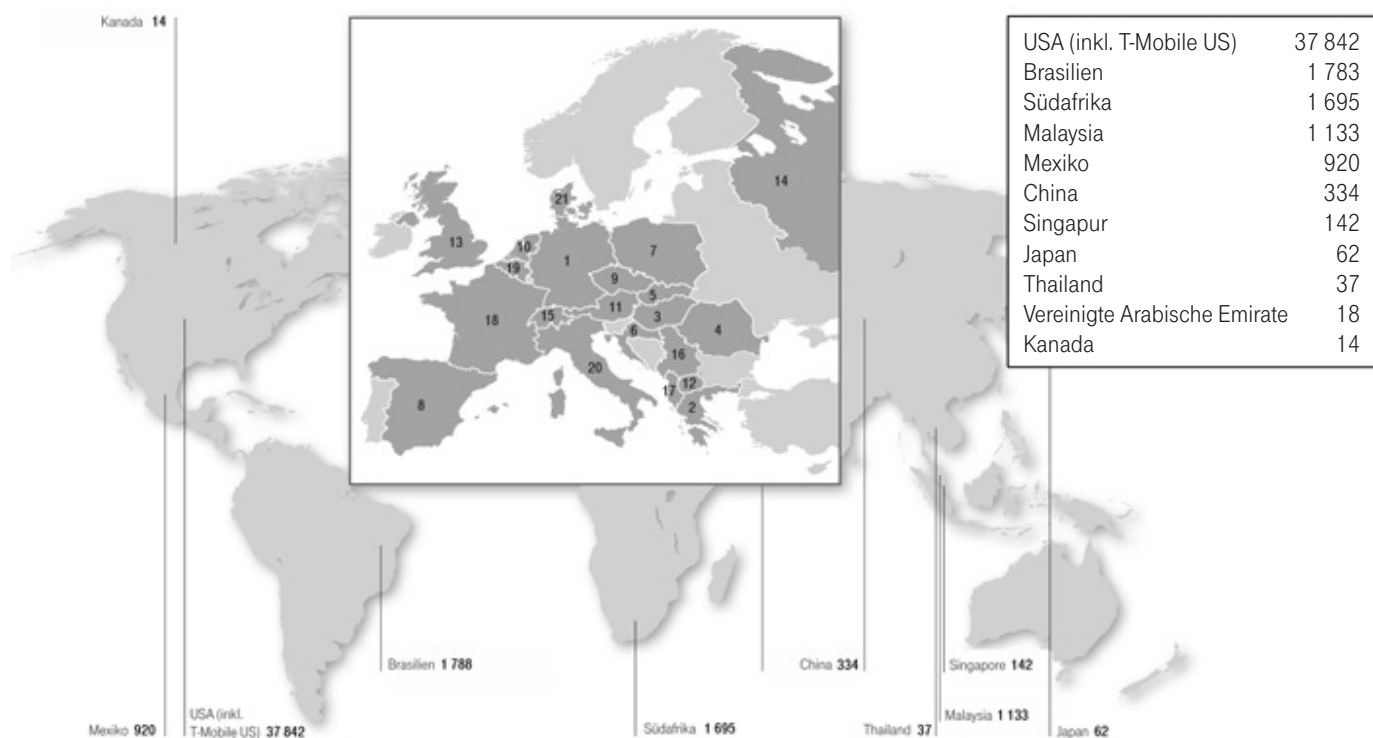 Kanada 14
USA (inkl. T-Mobile US) 37 842
Brasilien 1 783
Südafrika 1 695
Malaysia 1 133
Mexiko 920
China 334
Singapur 142
Japan 62
Thailand 37
Vereinigte Arabische Emirate 18
Kanada 14
21
14
13
10
7
1
19
9
5
11
3
15
18
6
4
16
20
12
17
8
2
Brasilien 1 788
China 334
Singapore 142
Mexiko 920
USA (inkl.
T-Mobile US) 37 842
Südafrika 1 695
Thailand 37
Malaysia 1 133
Japan 62